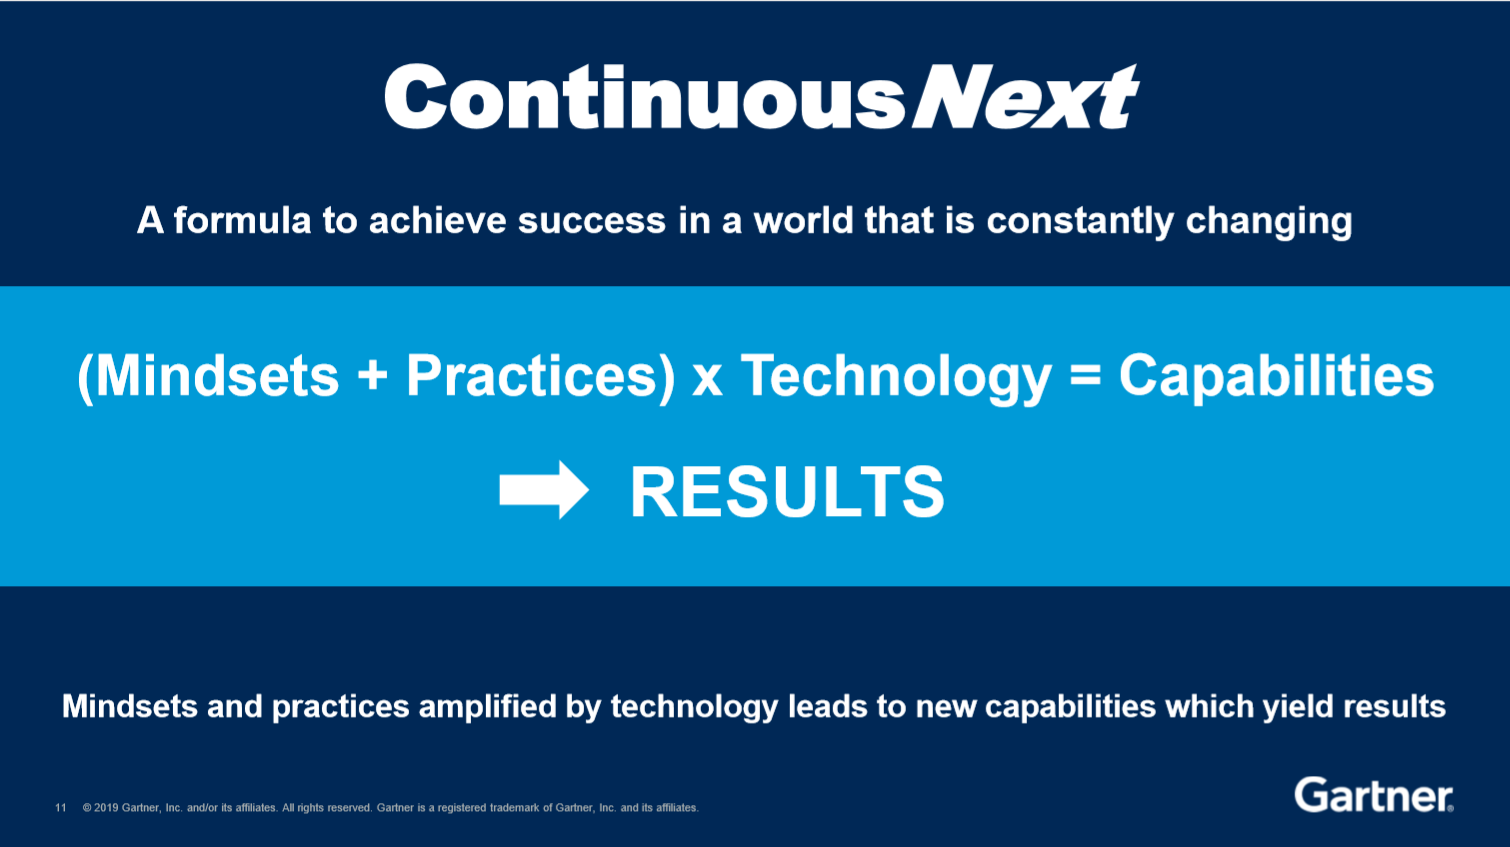 ContinuousNext
A formula to achieve success in a world that is constantly changing
(Mindsets + Practices) x Technology = Capabilities
RESULTS
Mindsets and practices amplified by technology leads to new capabilities which yield results
11 © 2019 Gartner, Inc. and/or its affiliates. All rights reserved. Gartner is a registered trademark of Gartner, Inc. and its affiliates.
Gartner®